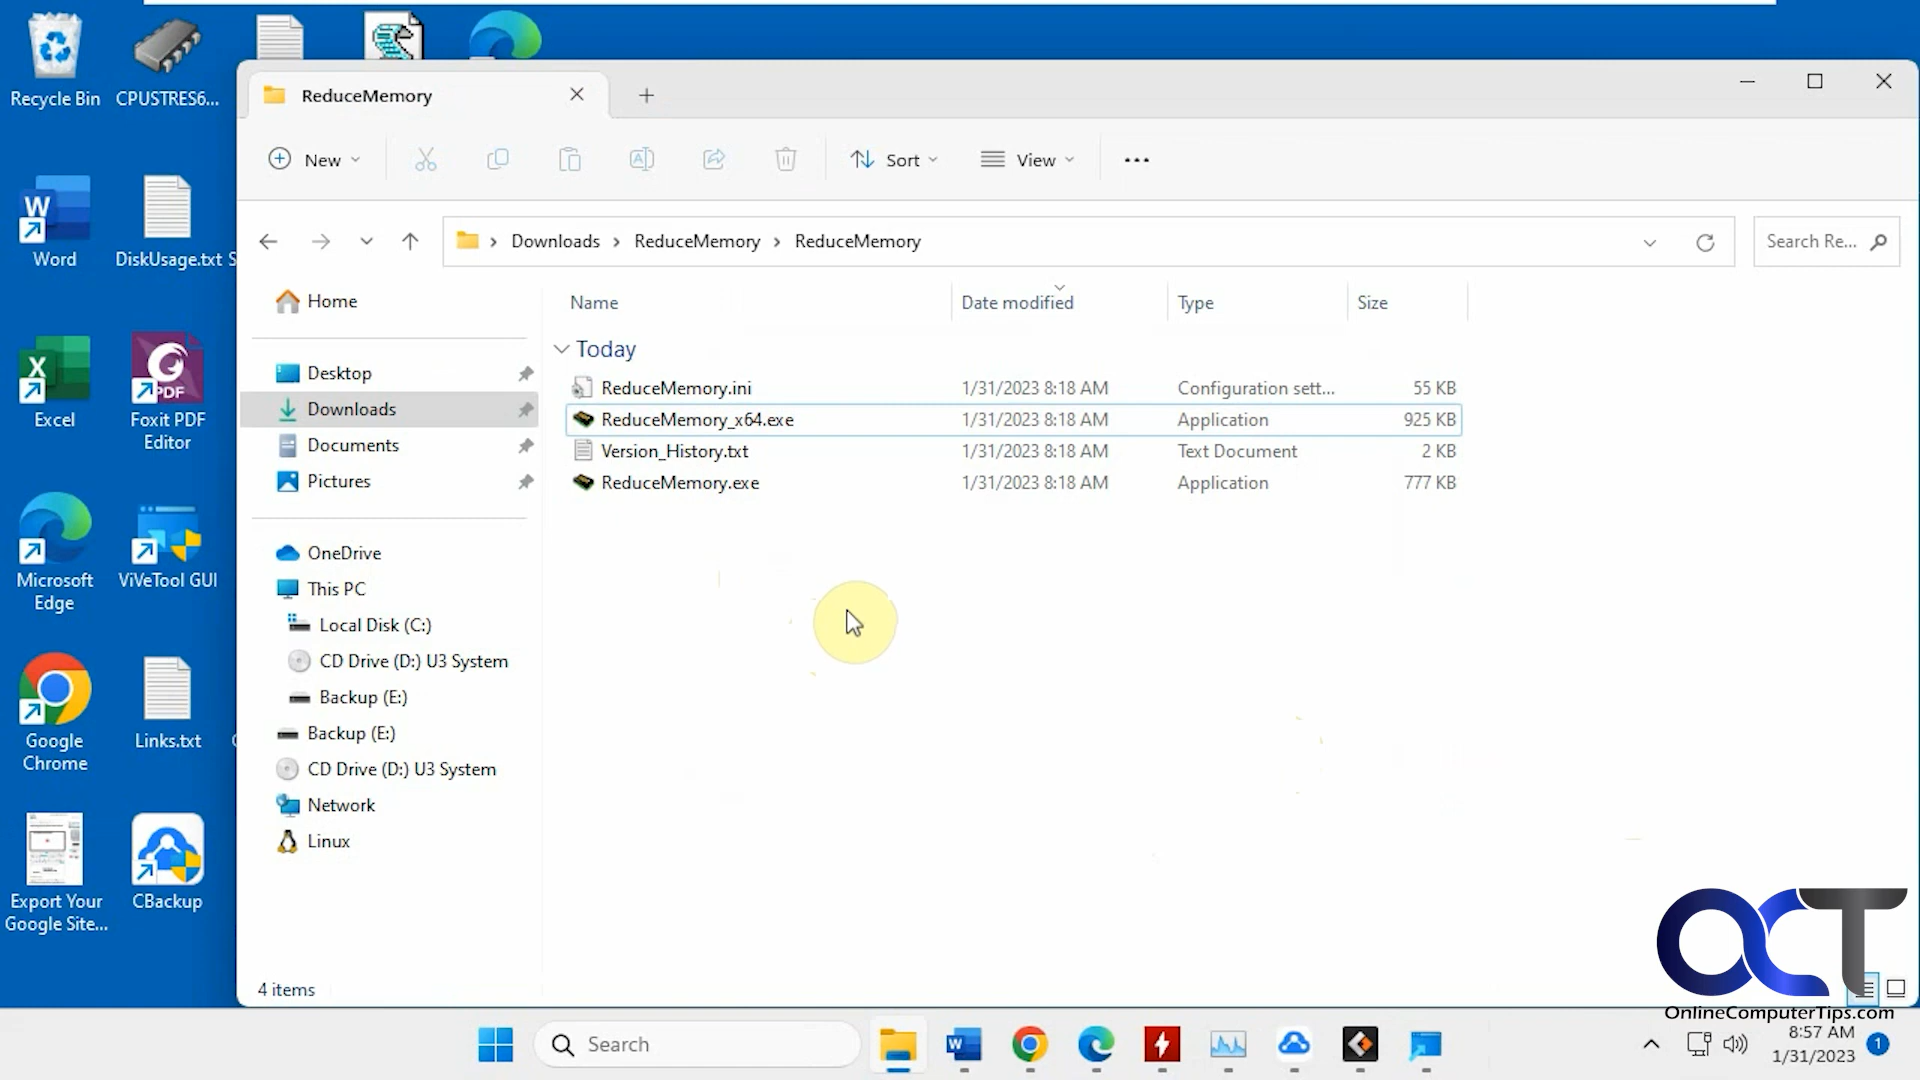 Recycle Bin
CPUSTRES6...
Word
DiskUsage.txt
S
Excel
Foxit PDF
Editor
Microsoft
Edge
ViVeTool GUI
Google
Chrome
Links.txt
Export Your
Google Site...
CBackup
ReduceMemory
New
Sort
View
Downloads > ReduceMemory > ReduceMemory
Search Re...
Home
Desktop
Downloads
Documents
Pictures
OneDrive
This PC
Local Disk (C:)
CD Drive (D:) U3 System
Backup (E:)
Backup (E:)
CD Drive (D:) U3 System
Network
Linux
Name Date modified Type Size
Today
ReduceMemory.ini 1/31/2023 8:18 AM Configuration sett... 55 KB
ReduceMemory_x64.exe 1/31/2023 8:18 AM Application 925 KB
Version_History.txt 1/31/2023 8:18 AM Text Document 2 KB
ReduceMemory.exe 1/31/2023 8:18 AM Application 777 KB
4 items
OCT
OnlineComputerTips.com
Search
8:57 AM
1/31/2023
1